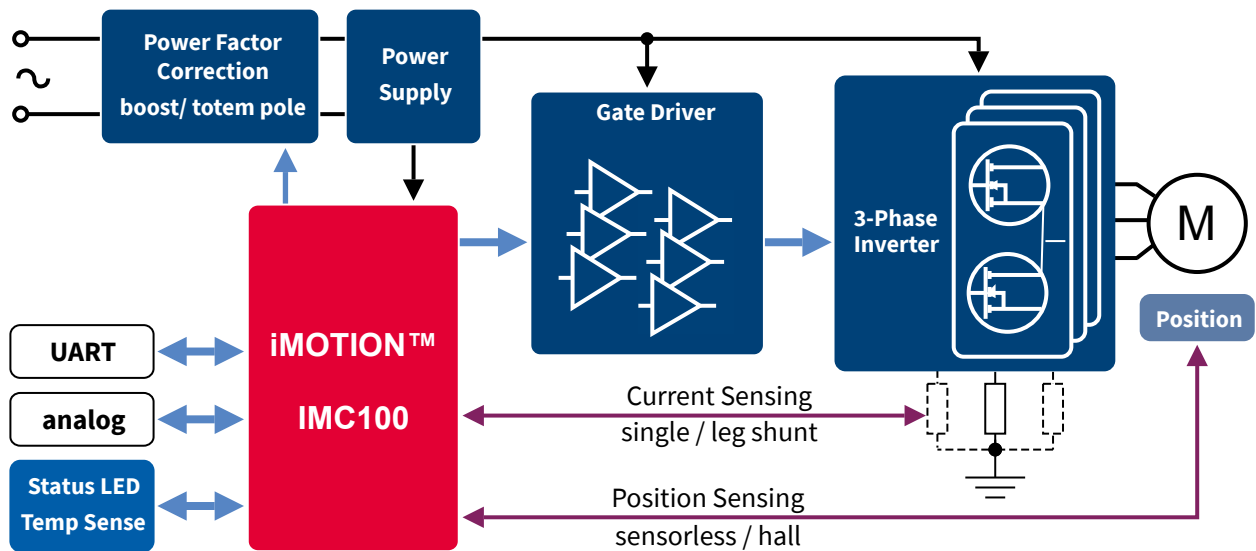 Power Factor
Correction
boost/ totem pole
Power
Supply
Gate Driver
3-Phase
Inverter
M
Position
iMOTION™
IMC100
UART
analog
Status LED
Temp Sense
Current Sensing
single / leg shunt
Position Sensing
sensorless / hall